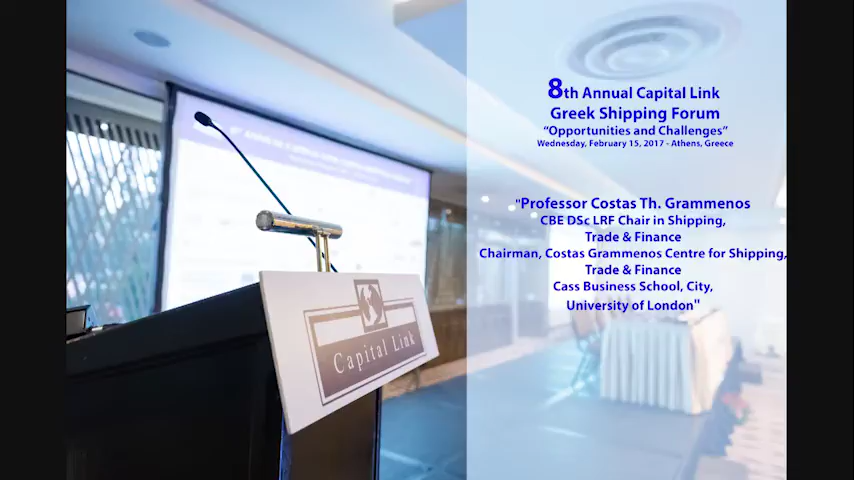 8th Annual Capital Link
Greek Shipping Forum
“Opportunities and Challenges”
Wednesday, February 15, 2017 - Athens, Greece
"Professor Costas Th. Grammenos
CBE DSc LRF Chair in Shipping,
Trade & Finance
Chairman, Costas Grammenos Centre for Shipping,
Trade & Finance
Cass Business School, City,
University of London"
Capital Link